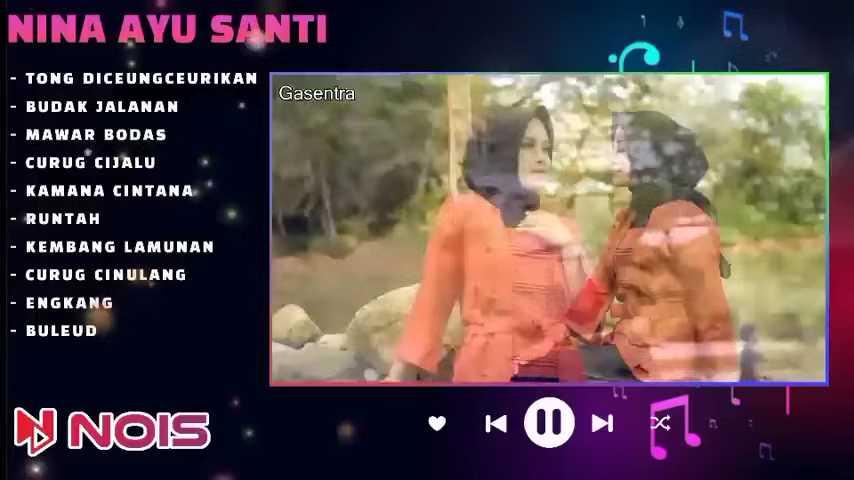 NINA AYU SANTI
- TONG DICEUNGCEURIKAN
- BUDAK JALANAN
- MAWAR BODAS
- CURUG CIJALU
- KAMANA CINTANA
- RUNTAH
- KEMBANG LAMUNAN
- CURUG CINULANG
- ENGKANG
- BULEUD
Gasentra
NOIS